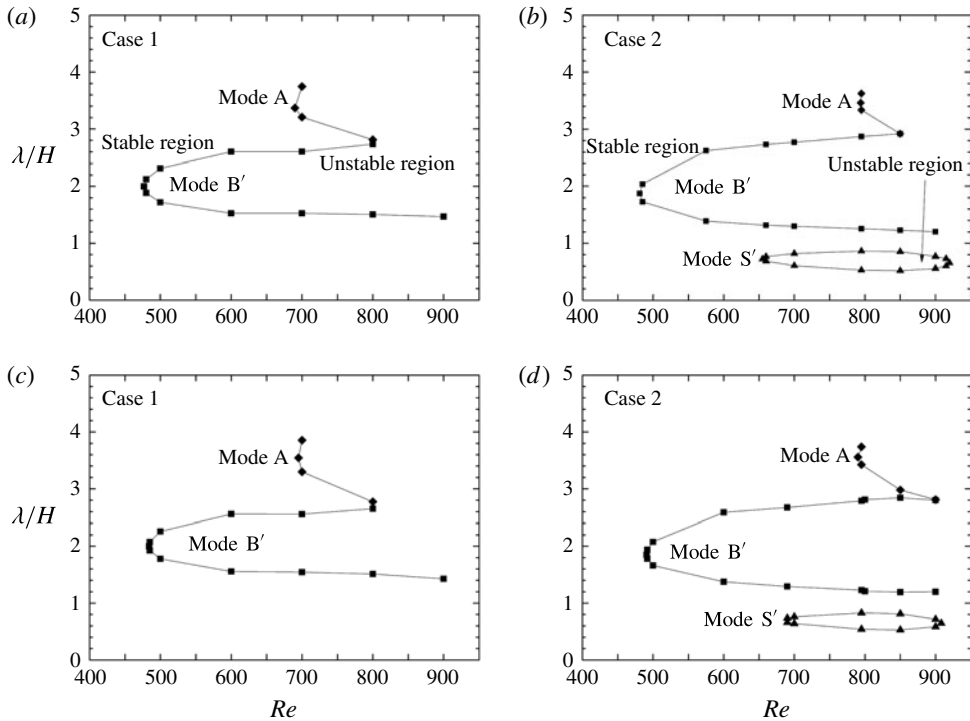 (a)
Case 1
Mode A
Stable region
Unstable region
Mode B′
λ/H
5
4
3
2
1
0
400 500 600 700 800 900
(b)
Case 2
Mode A
Stable region
Unstable region
Mode B′
Mode S′
5
4
3
2
1
0
400 500 600 700 800 900
(c)
Case 1
Mode A
Mode B′
λ/H
5
4
3
2
1
0
400 500 600 700 800 900
Re
(d)
Case 2
Mode A
Mode B′
Mode S′
5
4
3
2
1
0
400 500 600 700 800 900
Re